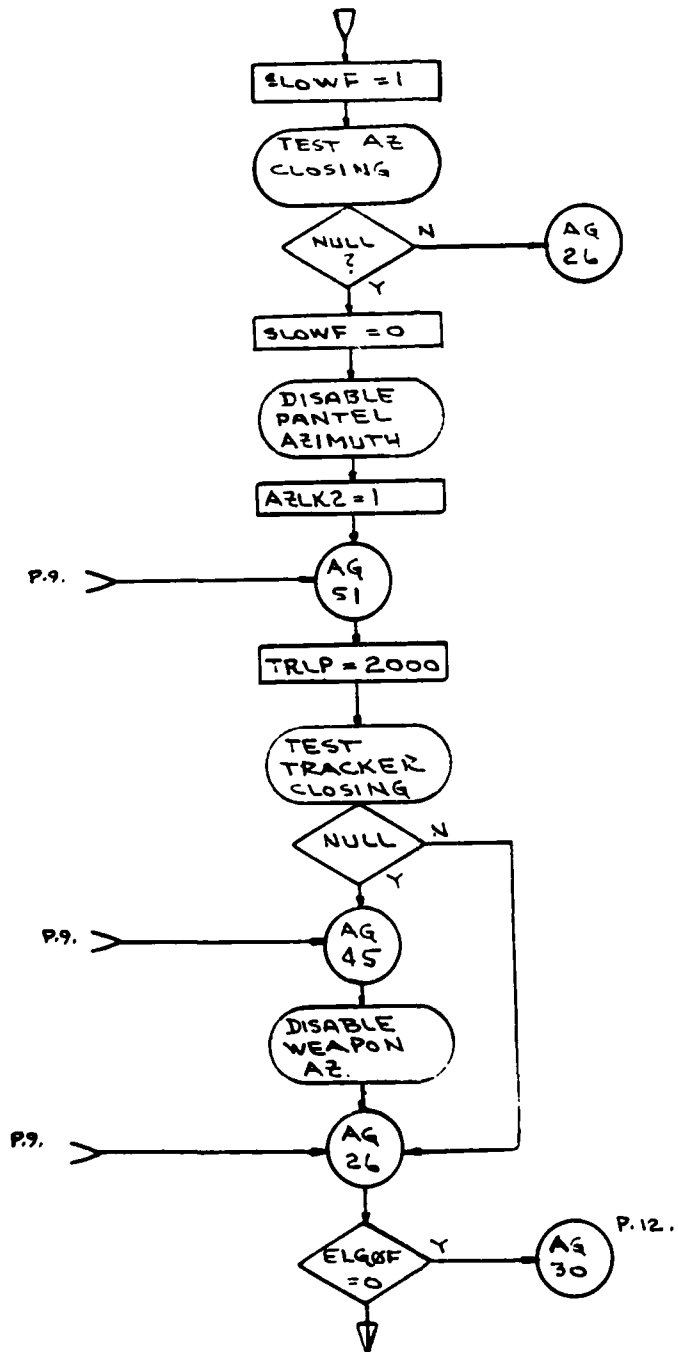 SLOWF = 1
TEST AZ
CLOSING
NULL
?
N
AG
26
Y
SLOWF = 0
DISABLE
PANTEL
AZIMUTH
AZLK2 = 1
P.9.
AG
51
TRLP = 2000
TEST
TRACKER
CLOSING
NULL
N
Y
P.9.
AG
45
DISABLE
WEAPON
AZ.
P.9.
AG
26
ELGØF
=0
Y
AG
30
P.12.